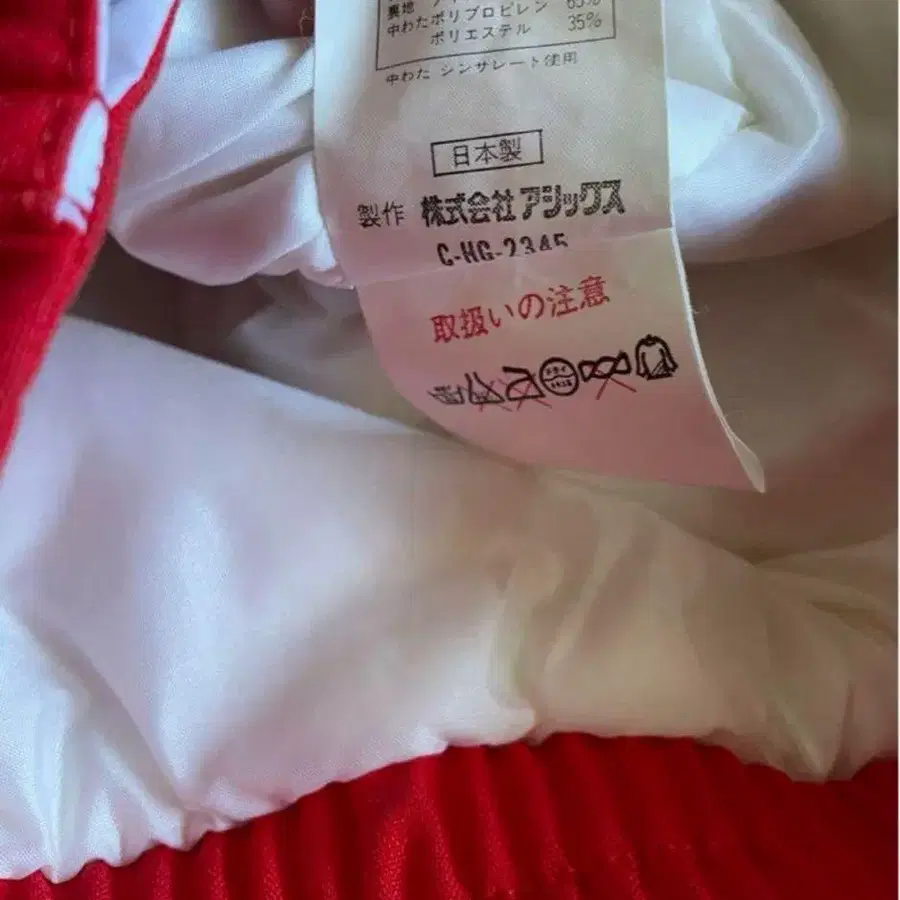 裏地
中わた ポリプロピレン 65%
ポリエステル 35%
中わた シンサレート使用
日本製
製作 株式会社 アシックス
C-HG-2345
取扱いの注意